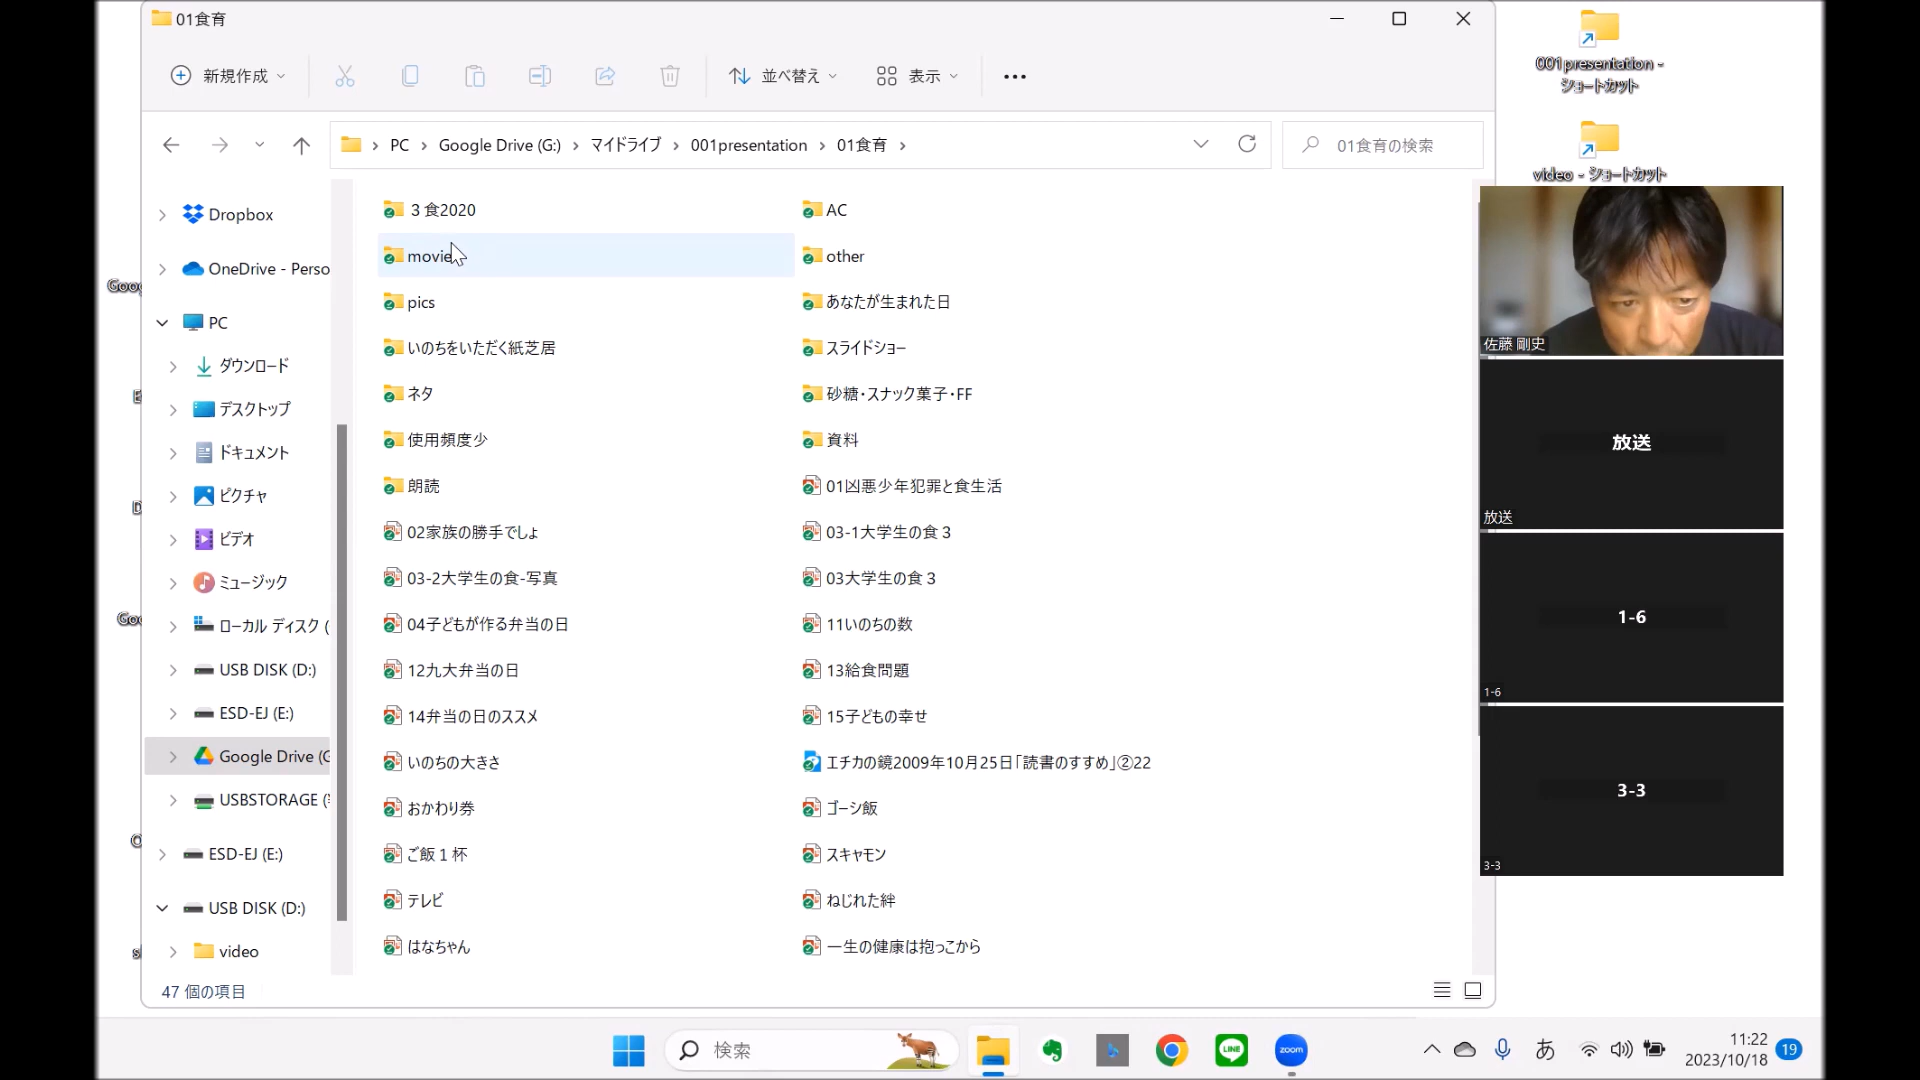 01食育
新規作成
並べ替え
表示
PC
Google Drive (G:)
マイドライブ
001presentation
01食育
01食育の検索
Dropbox
OneDrive - Perso
PC
ダウンロード
デスクトップ
ドキュメント
ピクチャ
ビデオ
ミュージック
ローカル ディスク (
USB DISK (D:)
ESD-EJ (E:)
Google Drive (G
USBSTORAGE (
ESD-EJ (E:)
USB DISK (D:)
video
３食2020
AC
movie
other
pics
あなたが生まれた日
いのちをいただく紙芝居
スライドショー
ネタ
砂糖・スナック菓子・FF
使用頻度少
資料
朗読
01凶悪少年犯罪と食生活
02家族の勝手でしょ
03-1大学生の食３
03-2大学生の食-写真
03大学生の食３
04子どもが作る弁当の日
11いのちの数
12九大弁当の日
13給食問題
14弁当の日のススメ
15子どもの幸せ
いのちの大きさ
エチカの鏡2009年10月25日「読書のすすめ」②22
おかわり券
ゴーシ飯
ご飯１杯
スキャモン
テレビ
ねじれた絆
はなちゃん
一生の健康は抱っこから
47 個の項目
001presentation -
ショートカット
video - ショートカット
佐藤 剛史
放送
放送
1-6
1-6
3-3
3-3
Goog
Goo
検索
LINE
zoom
あ
11:22
2023/10/18
19